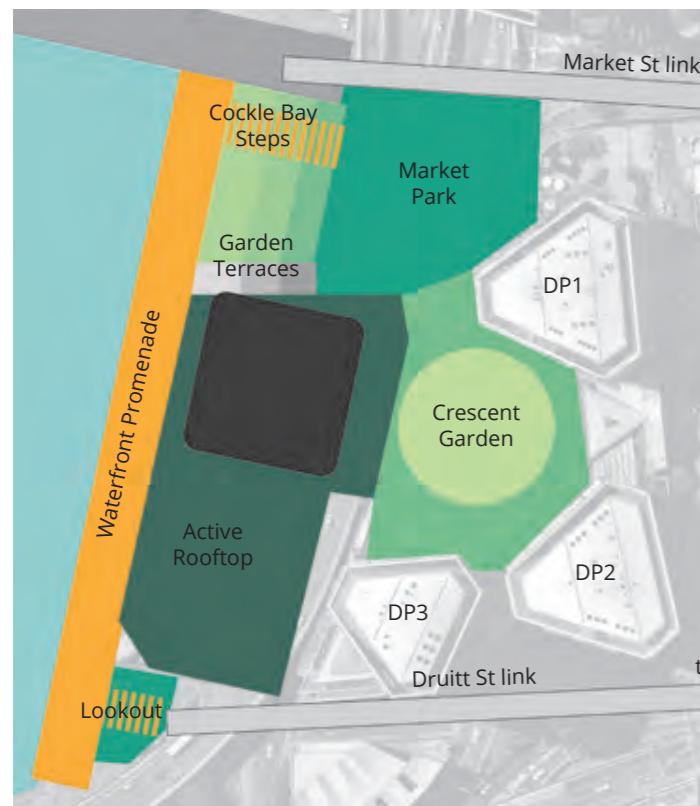 Market St link
Cockle Bay
Steps
Market
Park
Garden
Terraces
DP1
Waterfront Promenade
Crescent
Garden
Active
Rooftop
DP2
DP3
Druitt St link
t
Lookout